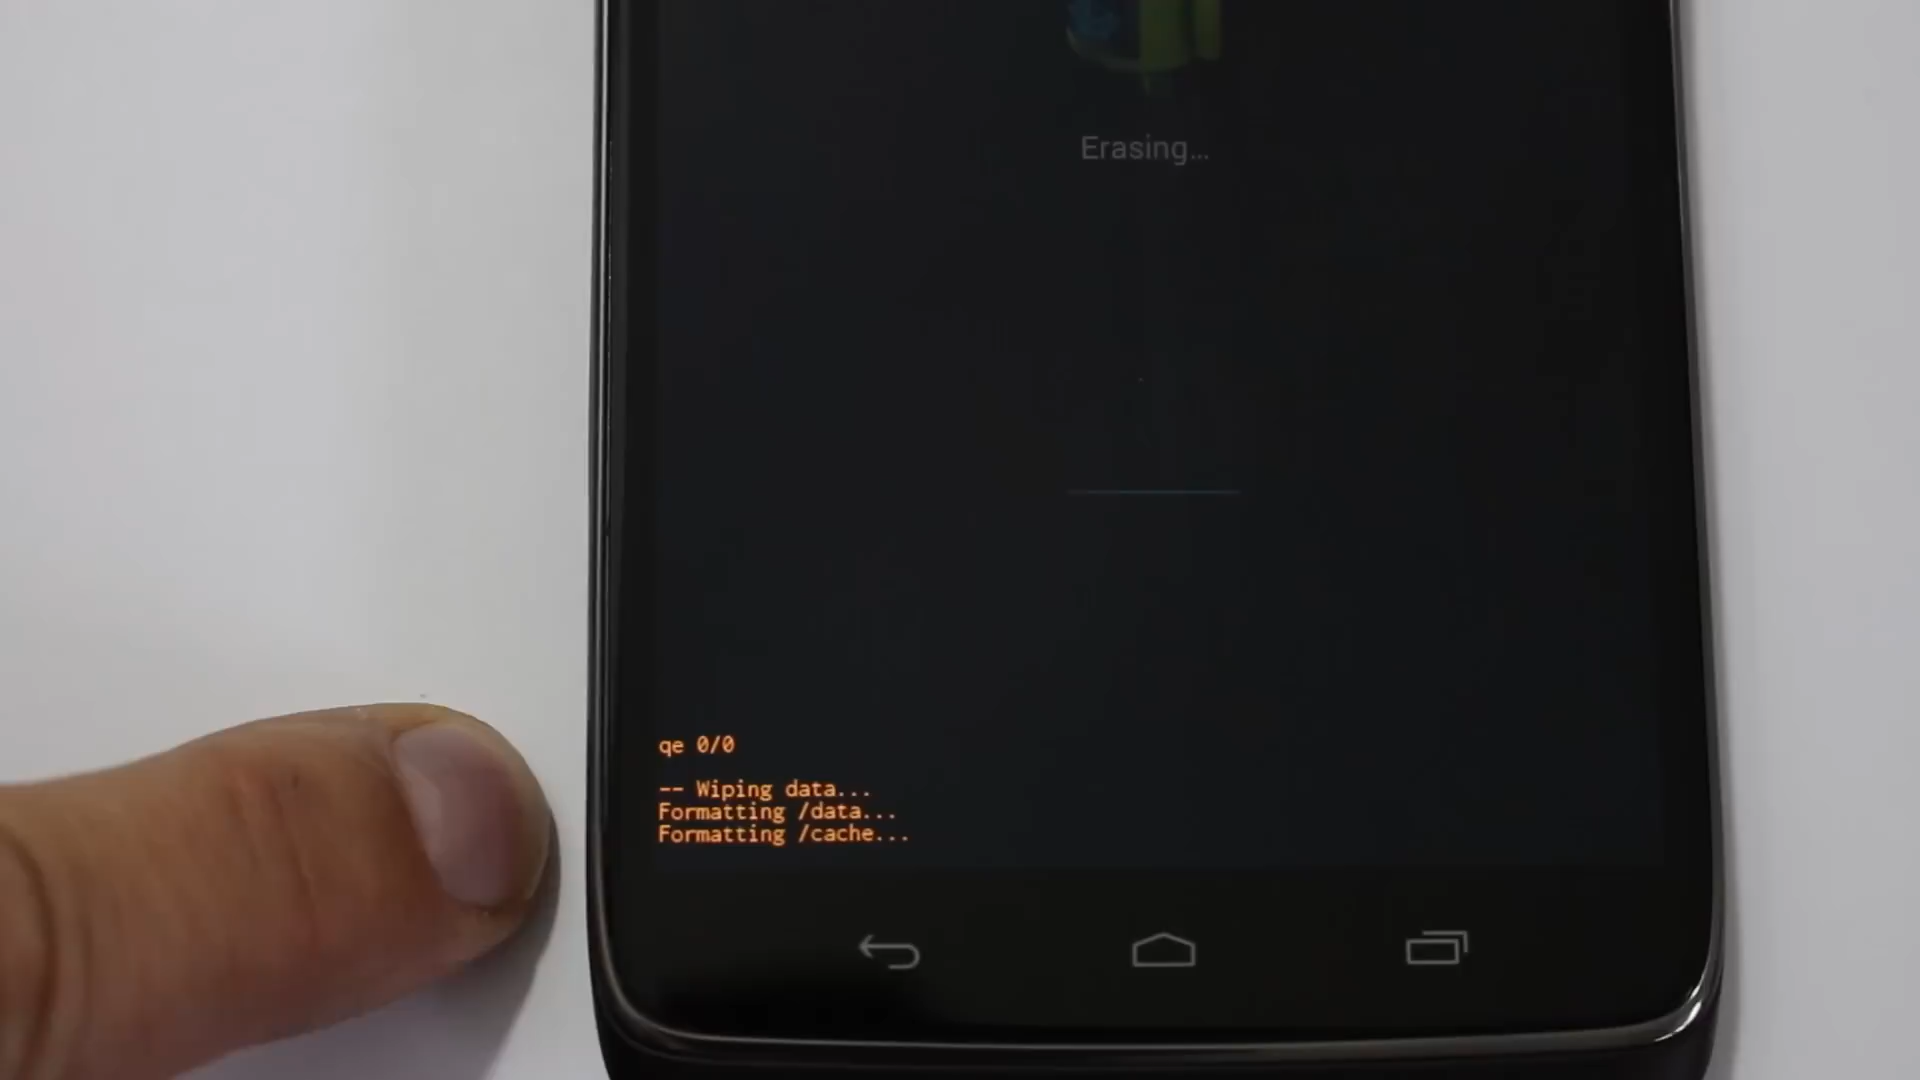 Erasing...
qe 0/0
-- Wiping data...
Formatting /data...
Formatting /cache...